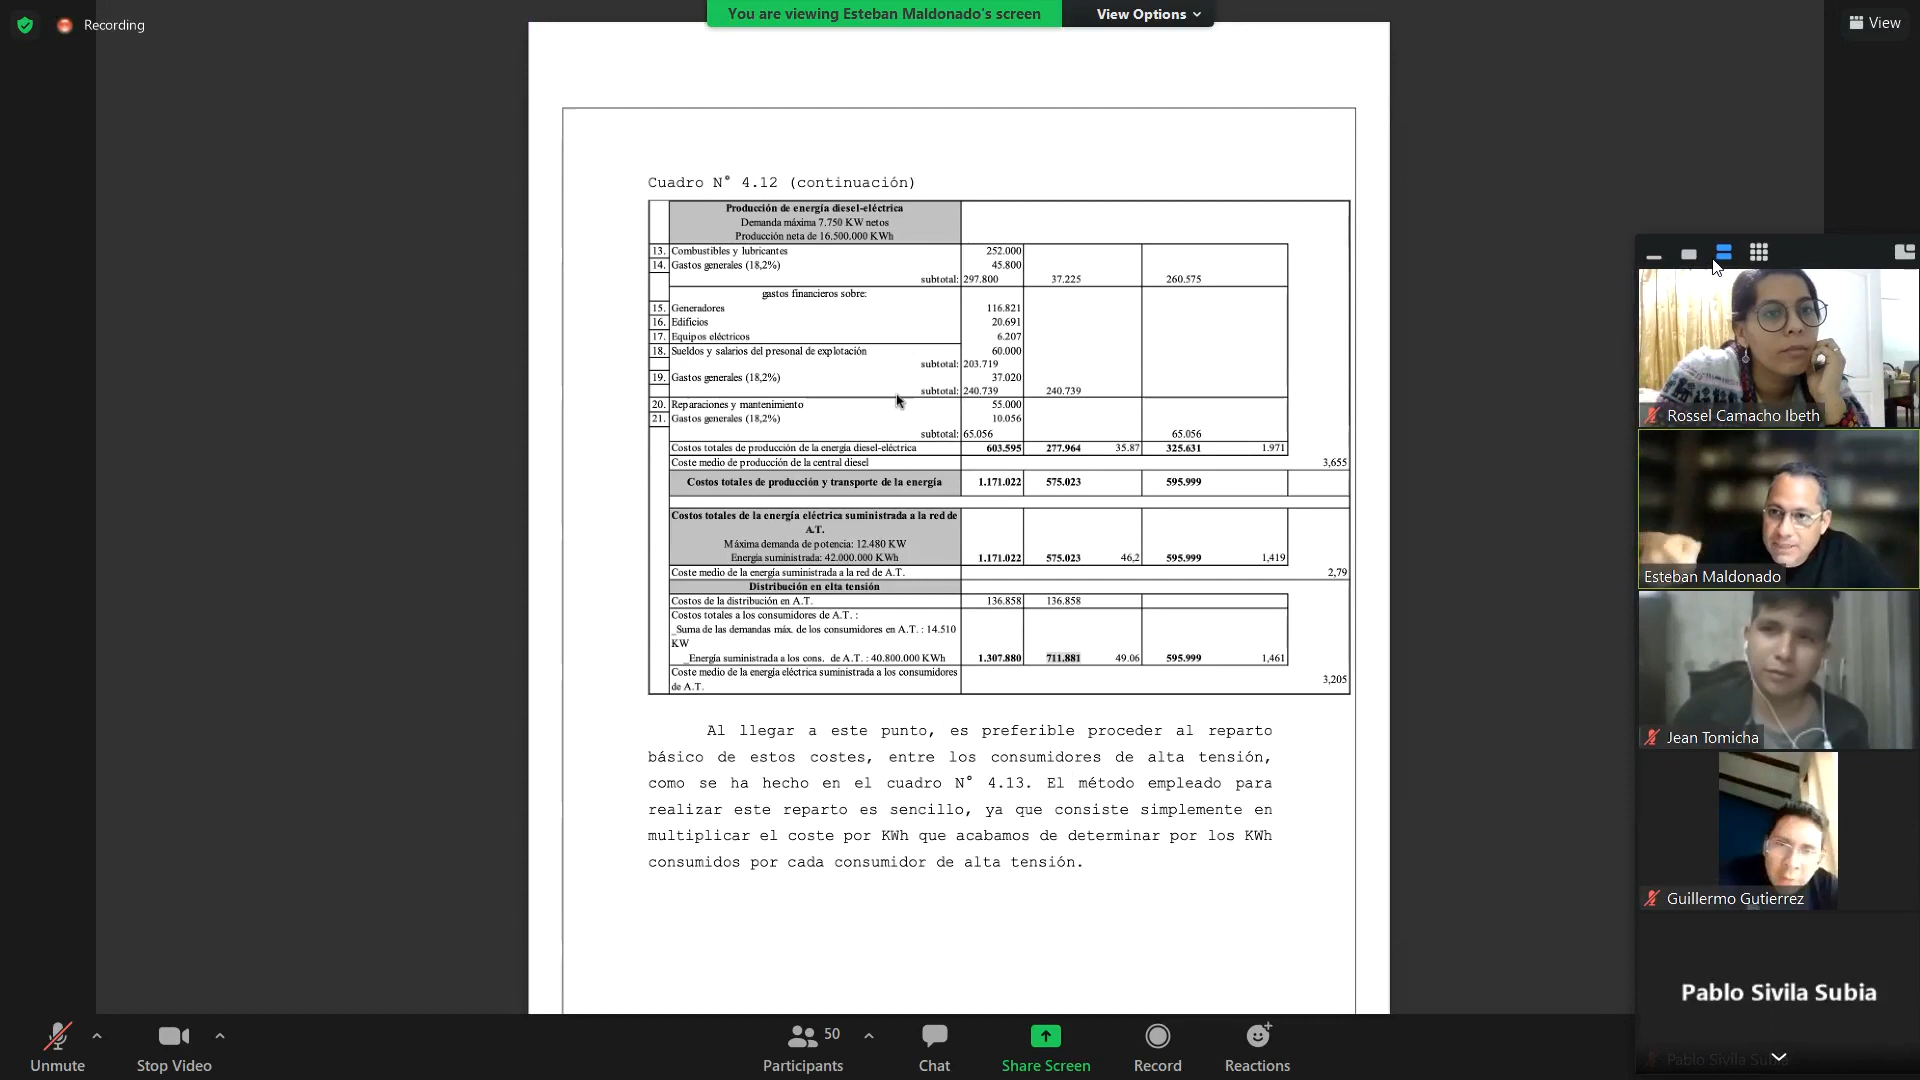 Recording
You are viewing Esteban Maldonado's screen
View Options
View
Cuadro N° 4.12 (continuación)
Producción de energía diesel-eléctrica
Demanda máxima 7.750 KW netos
Producción neta de 16.500.000 KWh
13. Combustibles y lubricantes 252.000
14. Gastos generales (18,2%) 45.800
subtotal: 297.800 37.225 260.575
gastos financieros sobre:
15. Generadores 116.821
16. Edificios 20.691
17. Equipos eléctricos 6.207
18. Sueldos y salarios del presonal de explotación 60.000
subtotal: 203.719
19. Gastos generales (18,2%) 37.020
subtotal: 240.739 240.739
20. Reparaciones y mantenimiento 55.000
21. Gastos generales (18,2%) 10.056
subtotal: 65.056 65.056
Costos totales de producción de la energía diesel-eléctrica 603.595 277.964 35.87 325.631 1.971
Coste medio de producción de la central diesel 3,655
Costos totales de producción y transporte de la energía 1.171.022 575.023 595.999
Costos totales de la energía eléctrica suministrada a la red de
A.T.
Máxima demanda de potencia: 12.480 KW
Energía suministrada: 42.000.000 KWh 1.171.022 575.023 46,2 595.999 1,419
Coste medio de la energía suministrada a la red de A.T. 2,79
Distribución en elta tensión
Costos de la distribución en A.T. 136.858 136.858
Costos totales a los consumidores de A.T. :
_Suma de las demandas máx. de los consumidores en A.T. : 14.510
KW
_Energía suministrada a los cons. de A.T. : 40.800.000 KWh 1.307.880 711.881 49.06 595.999 1,461
Coste medio de la energía eléctrica suministrada a los consumidores
de A.T. 3,205
Al llegar a este punto, es preferible proceder al reparto
básico de estos costes, entre los consumidores de alta tensión,
como se ha hecho en el cuadro N° 4.13. El método empleado para
realizar este reparto es sencillo, ya que consiste simplemente en
multiplicar el coste por KWh que acabamos de determinar por los KWh
consumidos por cada consumidor de alta tensión.
Rossel Camacho Ibeth
Esteban Maldonado
Jean Tomicha
Guillermo Gutierrez
Pablo Sivila Subia
Pablo Sivila Subia
Unmute
Stop Video
Participants 50
Chat
Share Screen
Record
Reactions